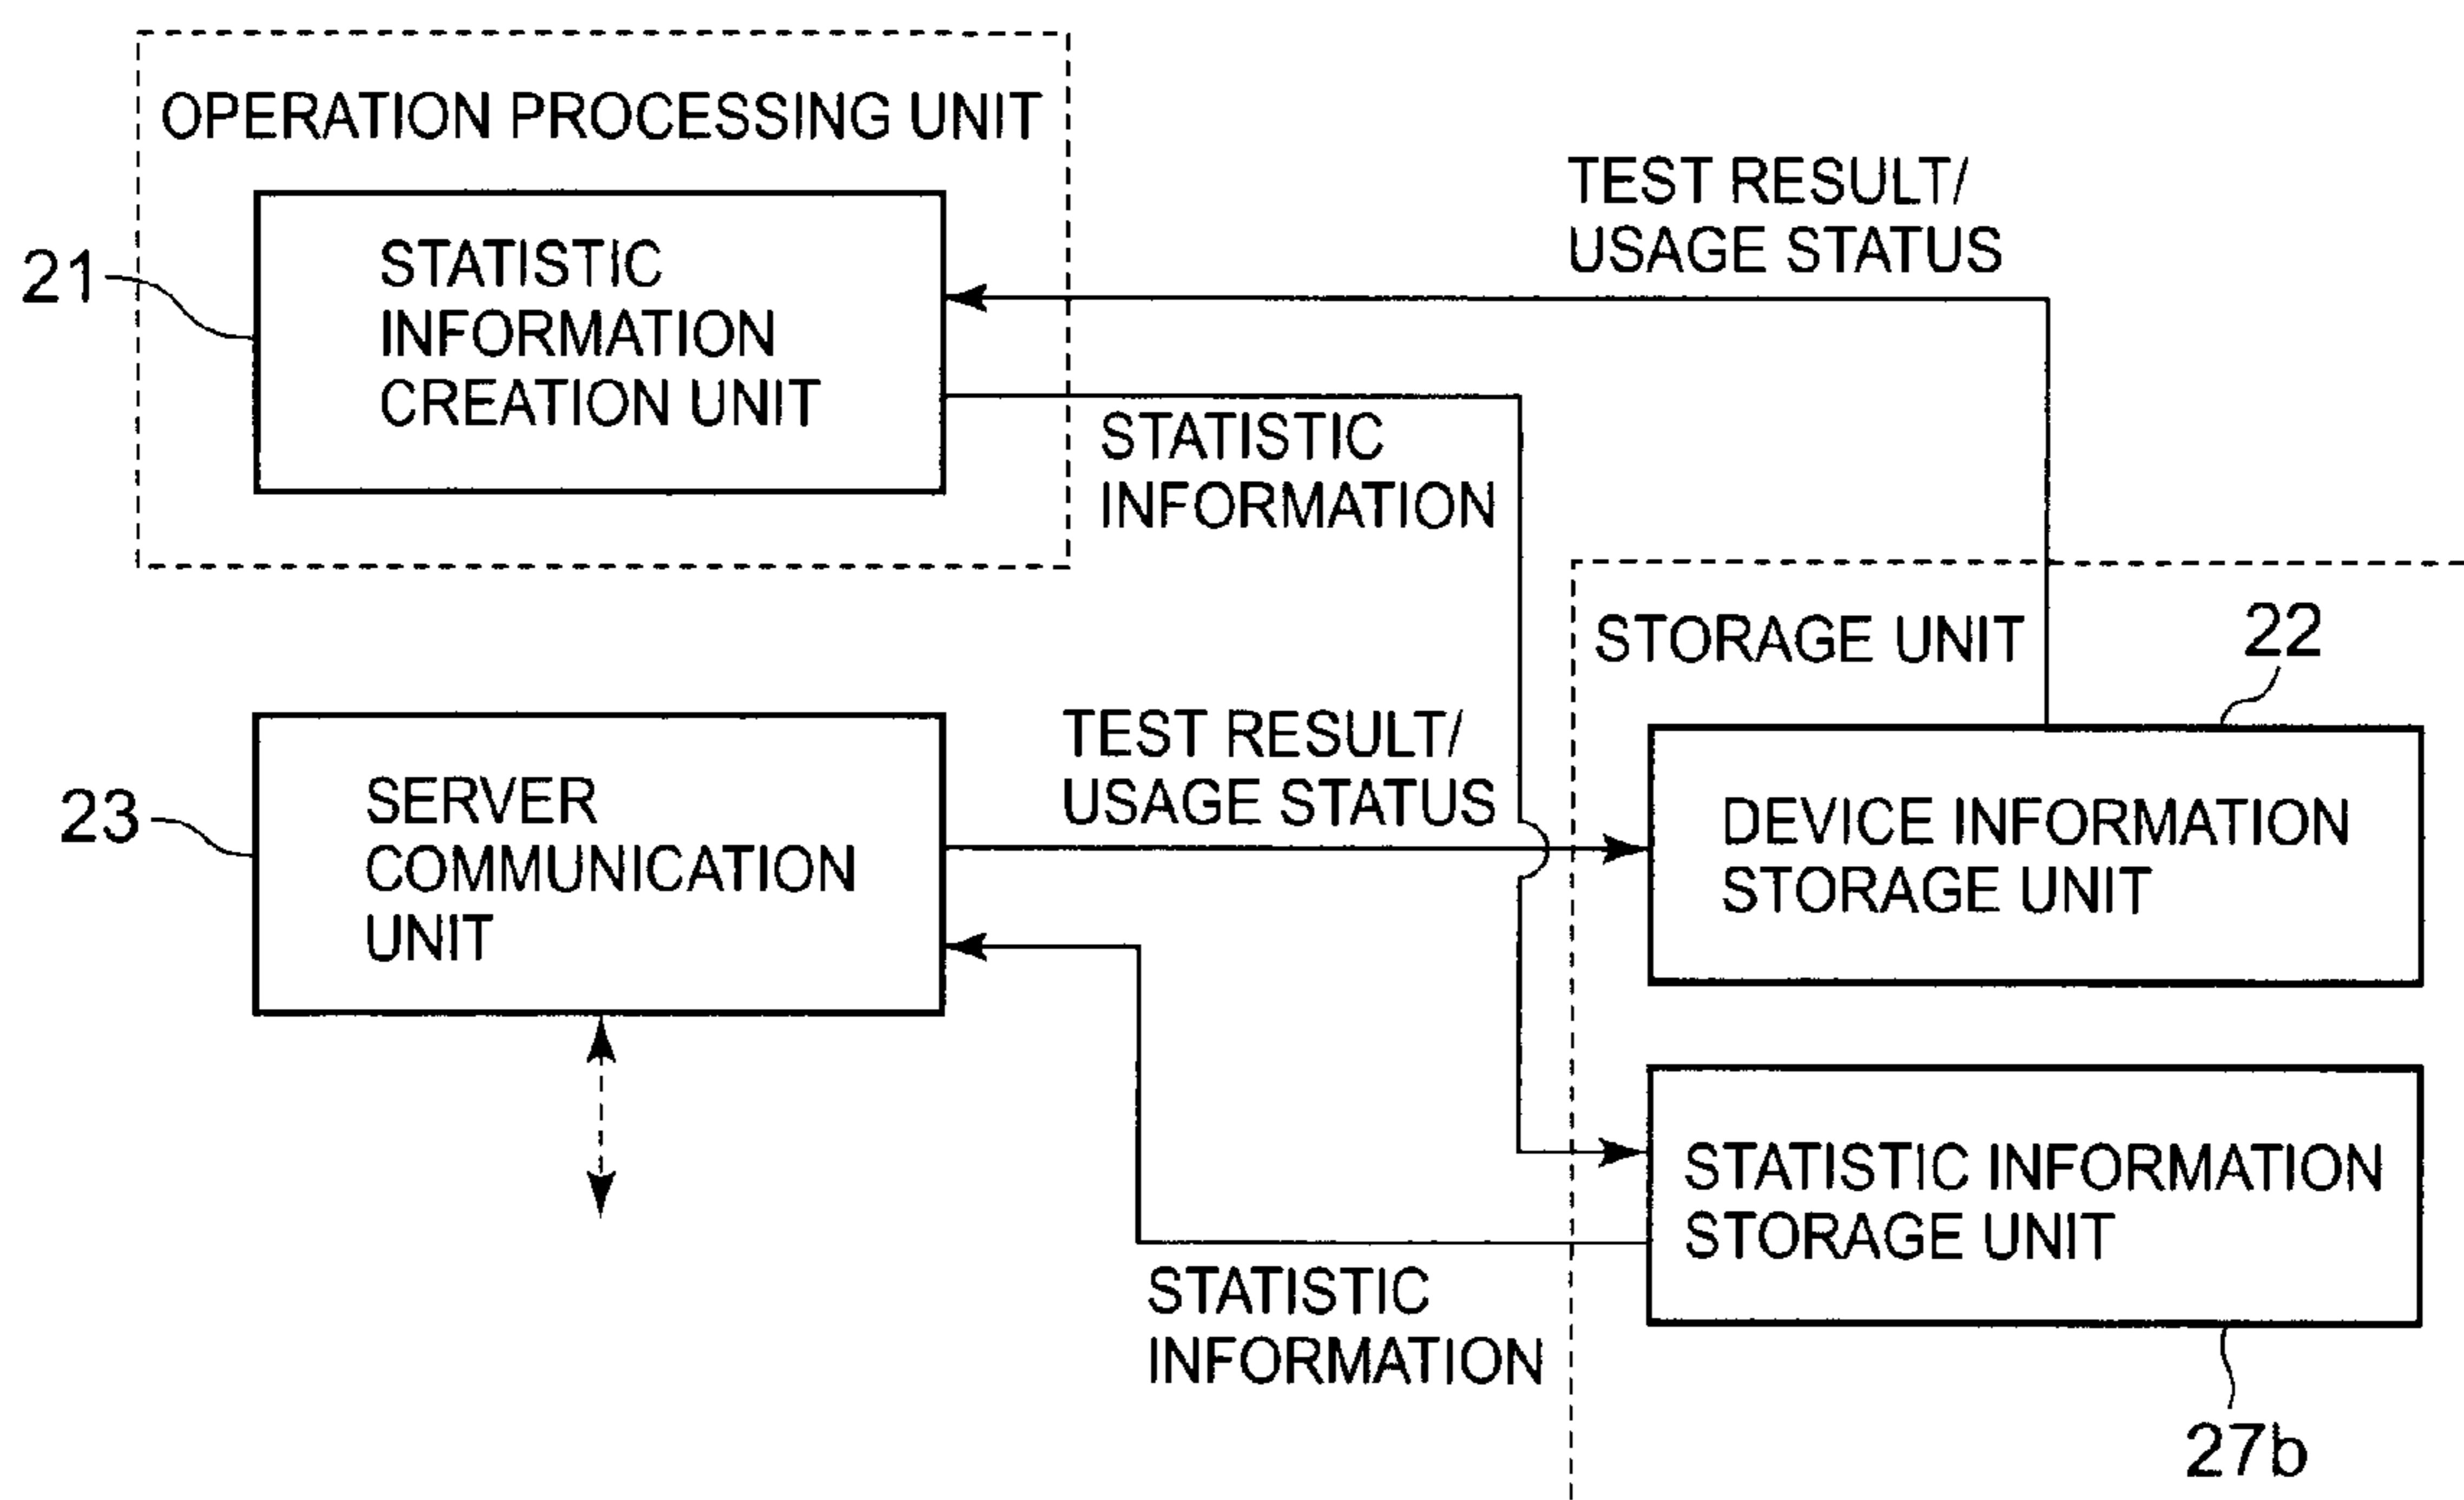 OPERATION PROCESSING UNIT
21
STATISTIC
INFORMATION
CREATION UNIT
TEST RESULT/
USAGE STATUS
STATISTIC
INFORMATION
STORAGE UNIT
22
23
SERVER
COMMUNICATION
UNIT
TEST RESULT/
USAGE STATUS
DEVICE INFORMATION
STORAGE UNIT
STATISTIC INFORMATION
STORAGE UNIT
STATISTIC
INFORMATION
27b